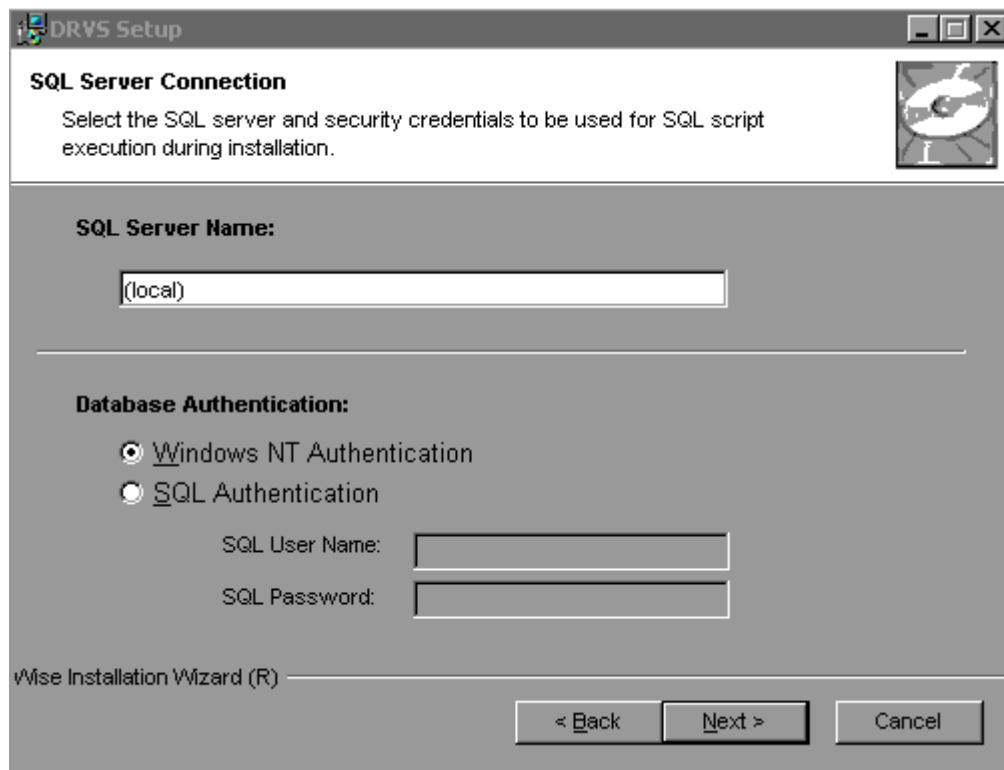 DRVS Setup
SQL Server Connection
Select the SQL server and security credentials to be used for SQL script
execution during installation.
SQL Server Name:
(local)
Database Authentication:
Windows NT Authentication
SQL Authentication
SQL User Name:
SQL Password:
Wise Installation Wizard (R)
< Back Next > Cancel